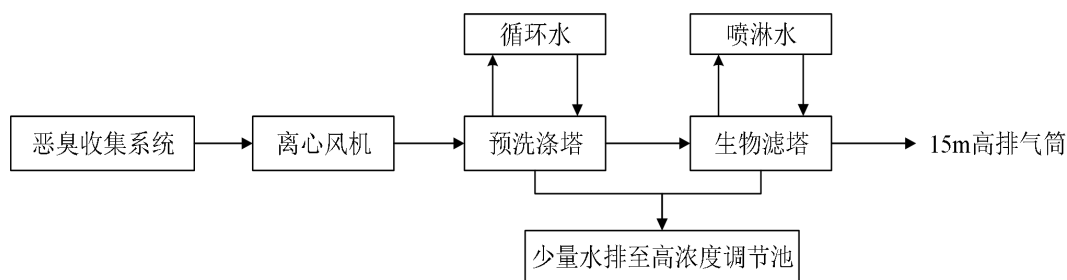 循环水
喷淋水
恶臭收集系统
离心风机
预洗涤塔
生物滤塔
15m高排气筒
少量水排至高浓度调节池